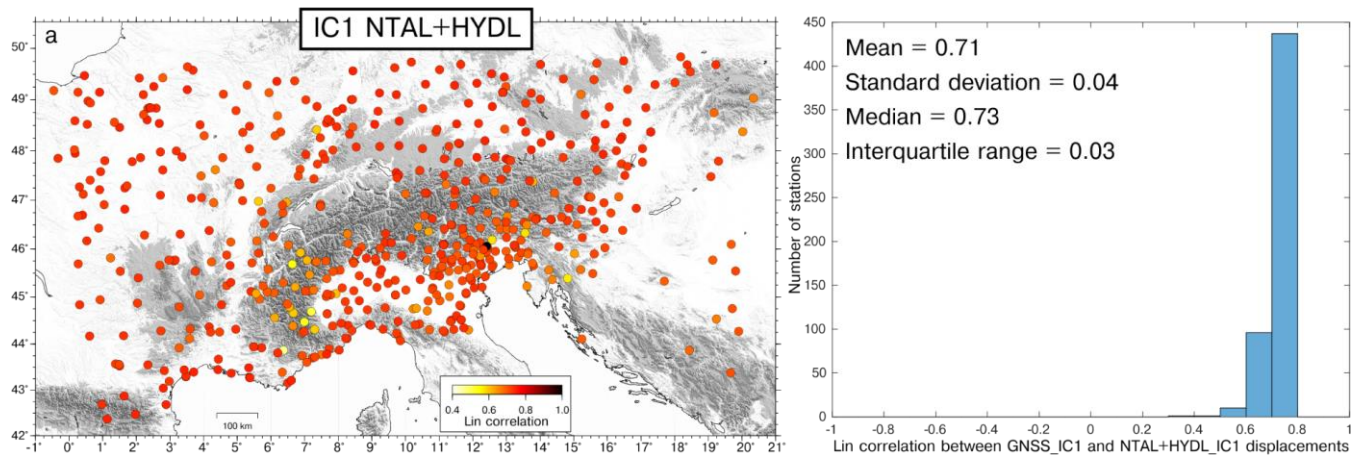 a
IC1 NTAL+HYDL
50˚
49˚
48˚
47˚
46˚
45˚
44˚
43˚
42˚
-1˚ 0˚ 1˚ 2˚ 3˚ 4˚ 5˚ 6˚ 7˚ 8˚ 9˚ 10˚ 11˚ 12˚ 13˚ 14˚ 15˚ 16˚ 17˚ 18˚ 19˚ 20˚ 21˚
100 km
0.4 0.6 0.8 1.0
Lin correlation
Mean = 0.71
Standard deviation = 0.04
Median = 0.73
Interquartile range = 0.03
Number of stations
450
400
350
300
250
200
150
100
50
0
-1 -0.8 -0.6 -0.4 -0.2 0 0.2 0.4 0.6 0.8 1
Lin correlation between GNSS_IC1 and NTAL+HYDL_IC1 displacements